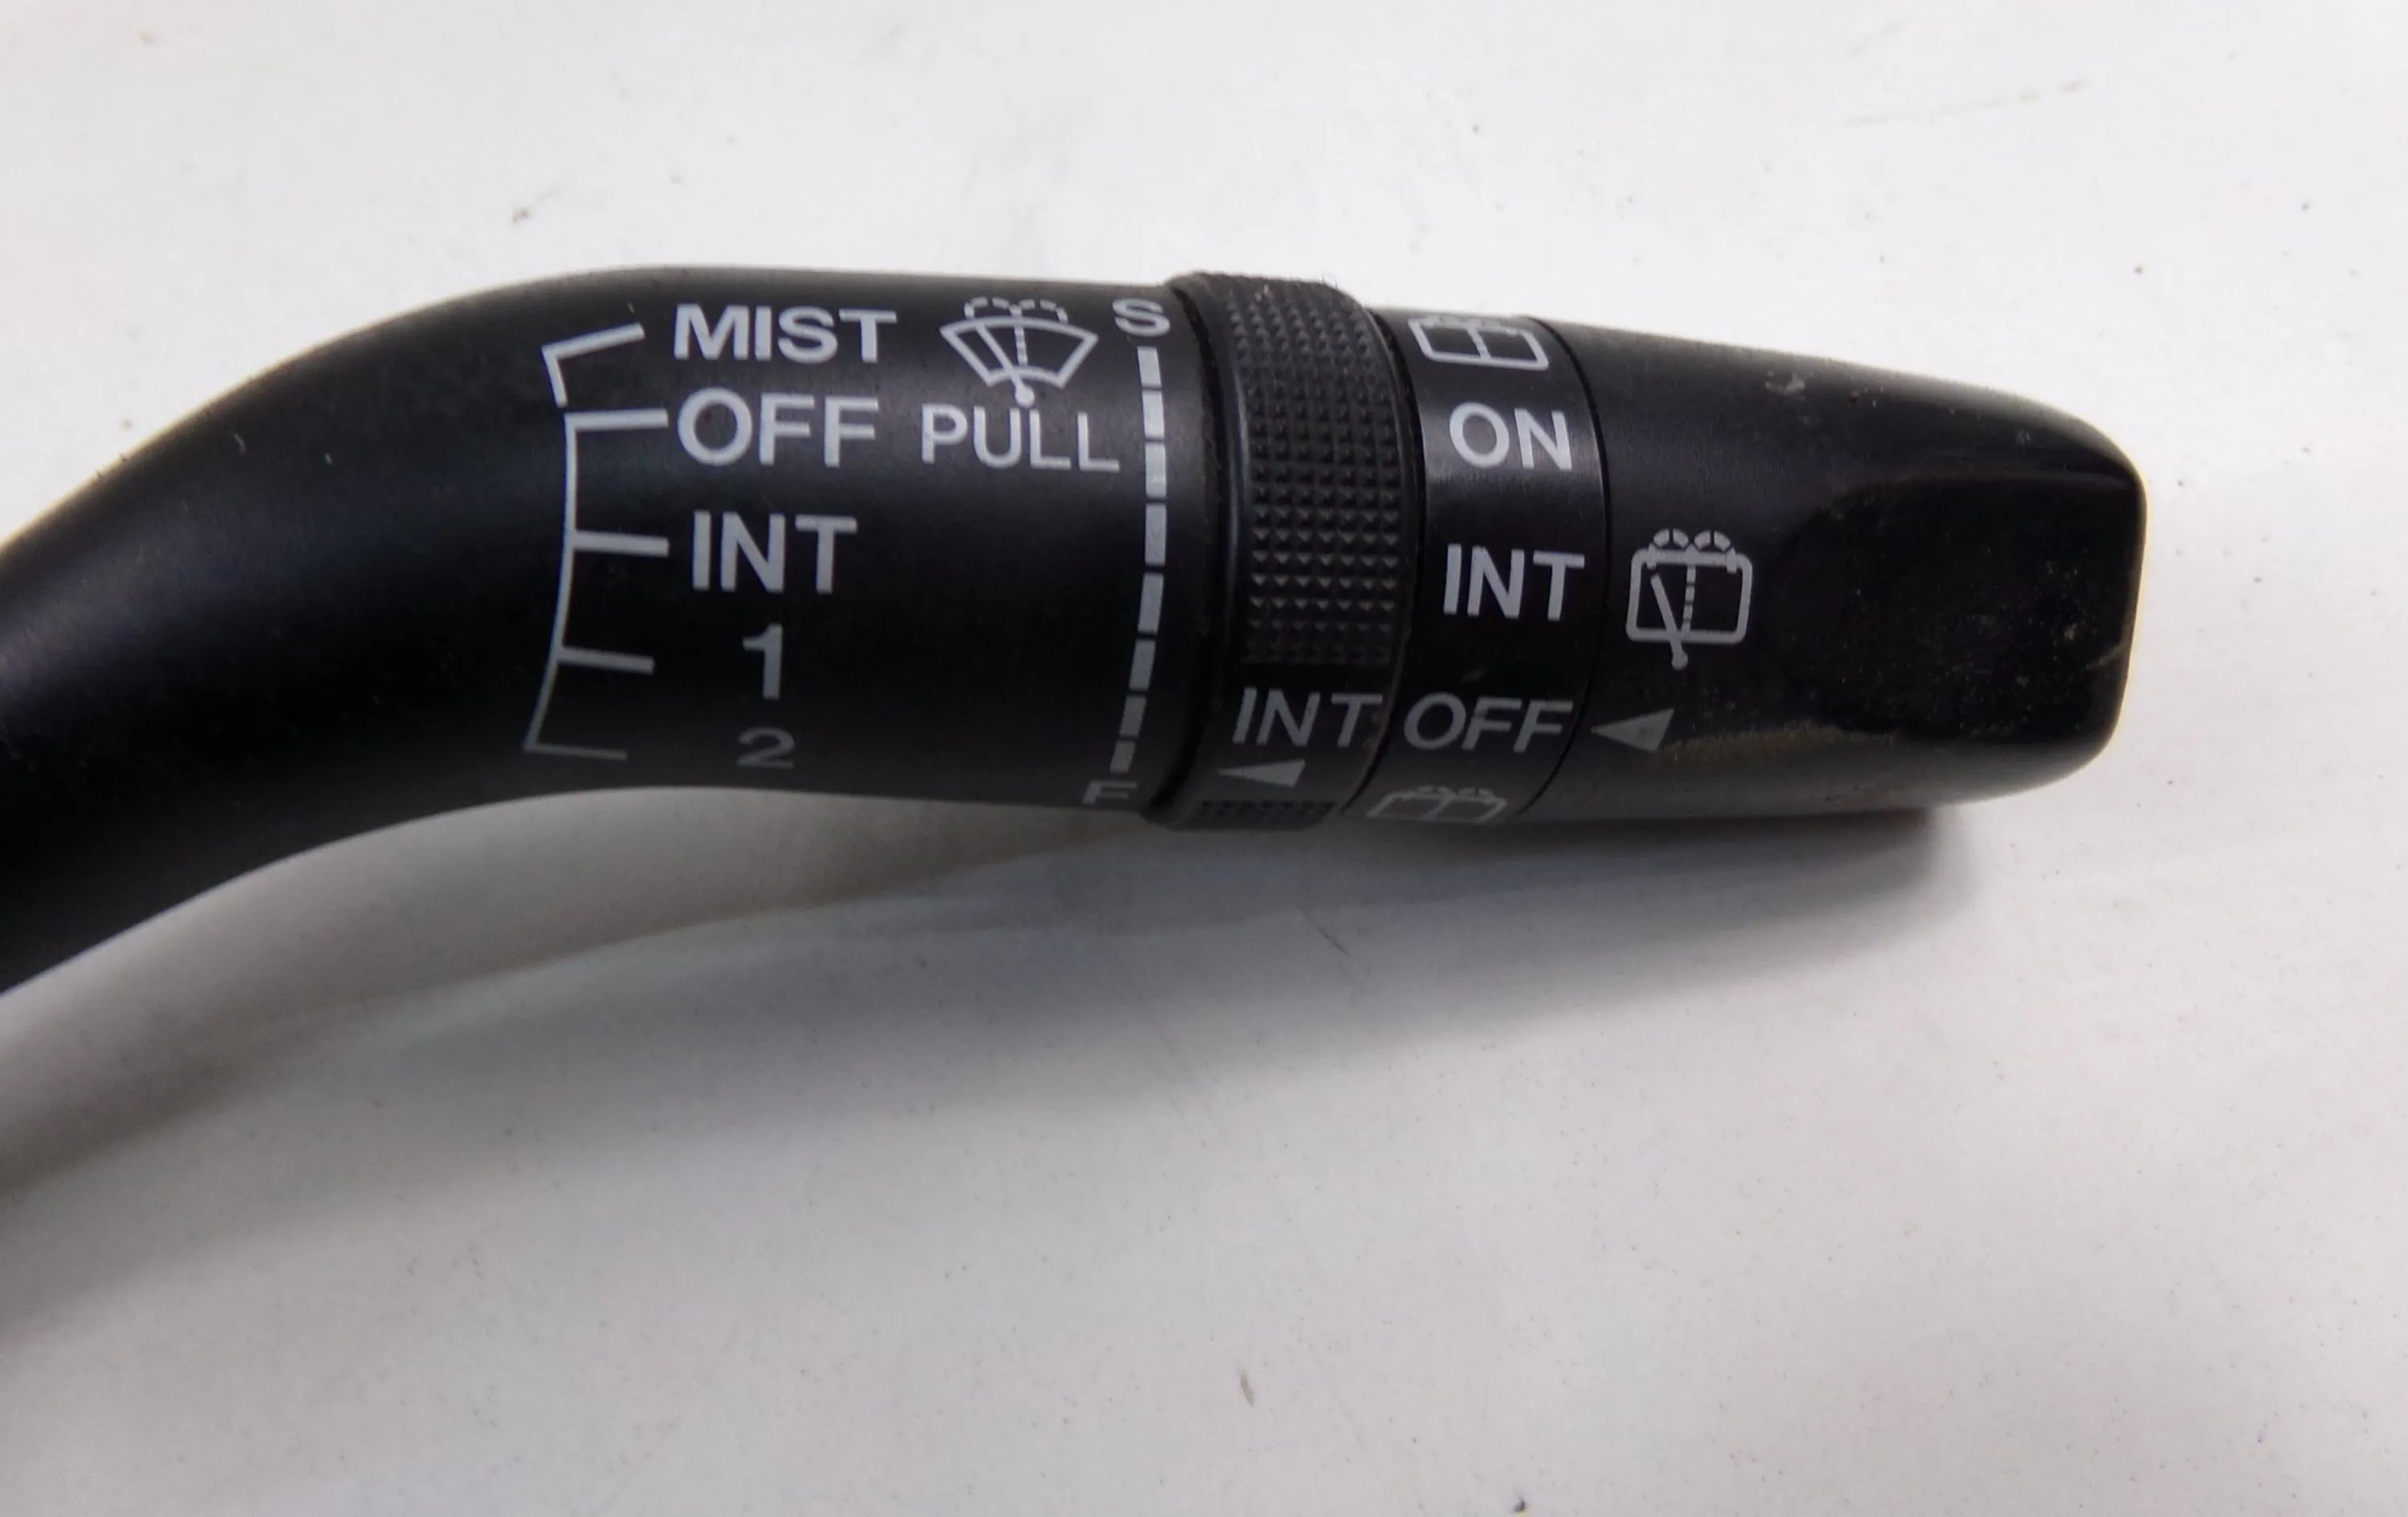 MIST
OFF PULL
INT
1
2
S
F
INT
ON
INT
OFF